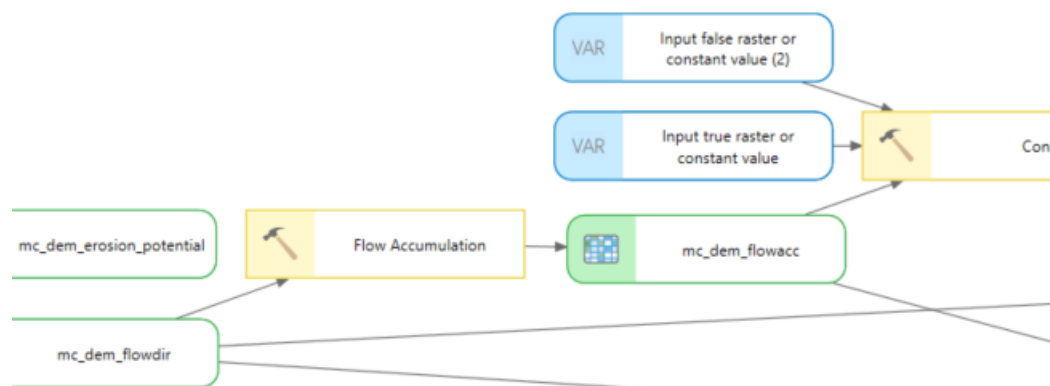 VAR
Input false raster or
constant value (2)
VAR
Input true raster or
constant value
Con
mc_dem_erosion_potential
Flow Accumulation
mc_dem_flowacc
mc_dem_flowdir